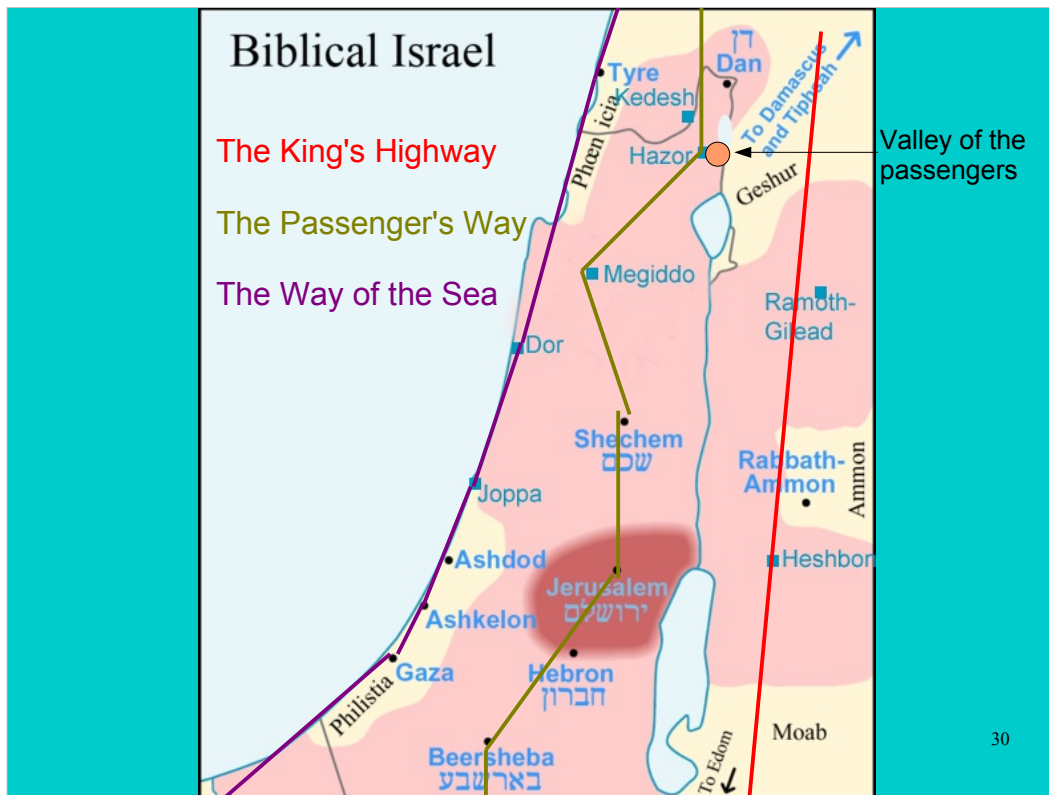 Biblical Israel
The King's Highway
The Passenger's Way
The Way of the Sea
דן
Dan
Tyre
Kedesh
Phœnicia
To Damascus
and Tiphsah
Hazor
Valley of the
passengers
Geshur
Megiddo
Ramoth-
Gilead
Dor
Shechem
שכם
Rabbath-
Ammon
Ammon
Joppa
Ashdod
Heshbon
Jerusalem
ירושלם
Ashkelon
Gaza
Hebron
חברון
Philistia
Moab
Beersheba
בארשבע
To Edom
30